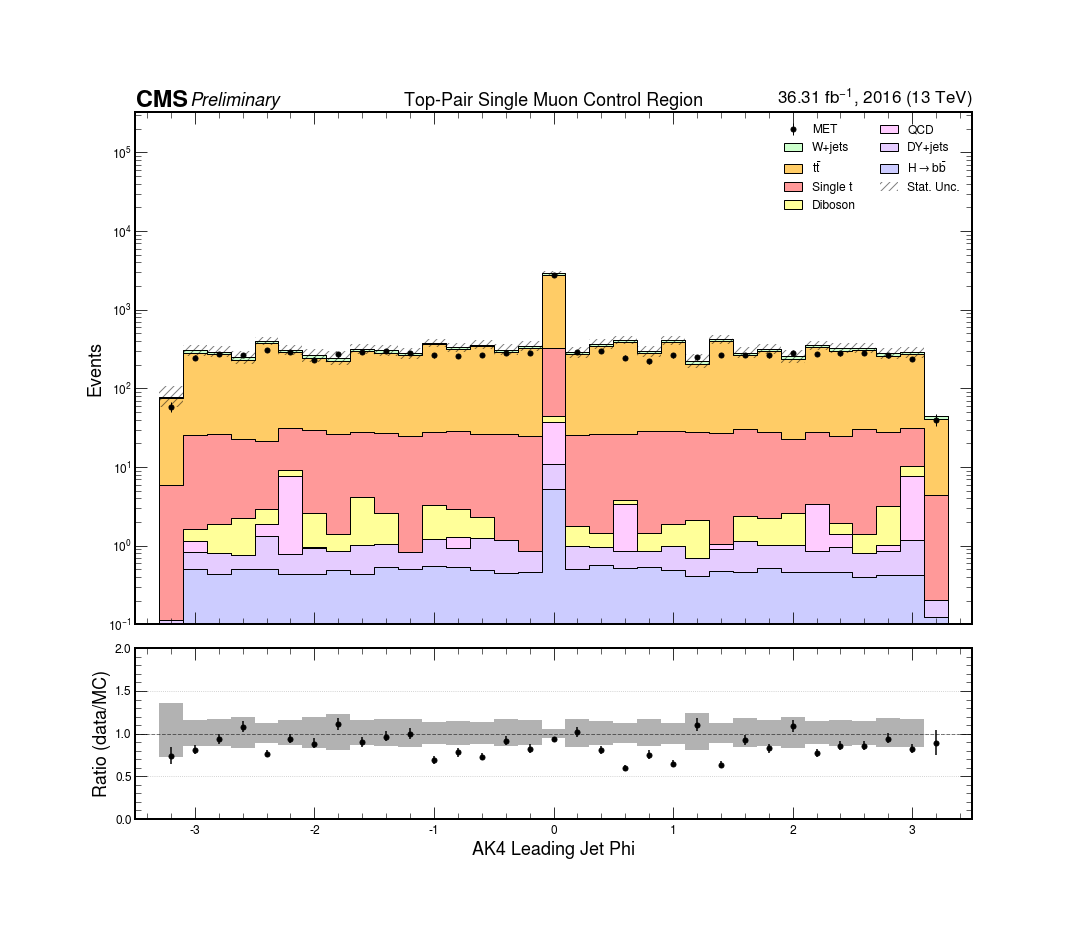 CMS Preliminary Top-Pair Single Muon Control Region 36.31 fb⁻¹, 2016 (13 TeV)
MET QCD
W+jets DY+jets
tt̄ H→bb̄
Single t Stat. Unc.
Diboson
10⁵
10⁴
10³
10²
10¹
10⁰
10⁻¹
Events
2.0
1.5
1.0
0.5
0.0
Ratio (data/MC)
-3 -2 -1 0 1 2 3
AK4 Leading Jet Phi